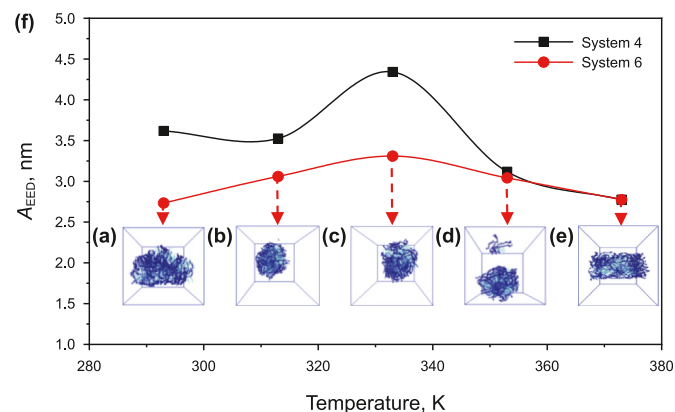 (f)
5.0
4.5
4.0
3.5
3.0
2.5
2.0
1.5
1.0
A_EED, nm
System 4
System 6
(a) (b) (c) (d) (e)
280 300 320 340 360 380
Temperature, K